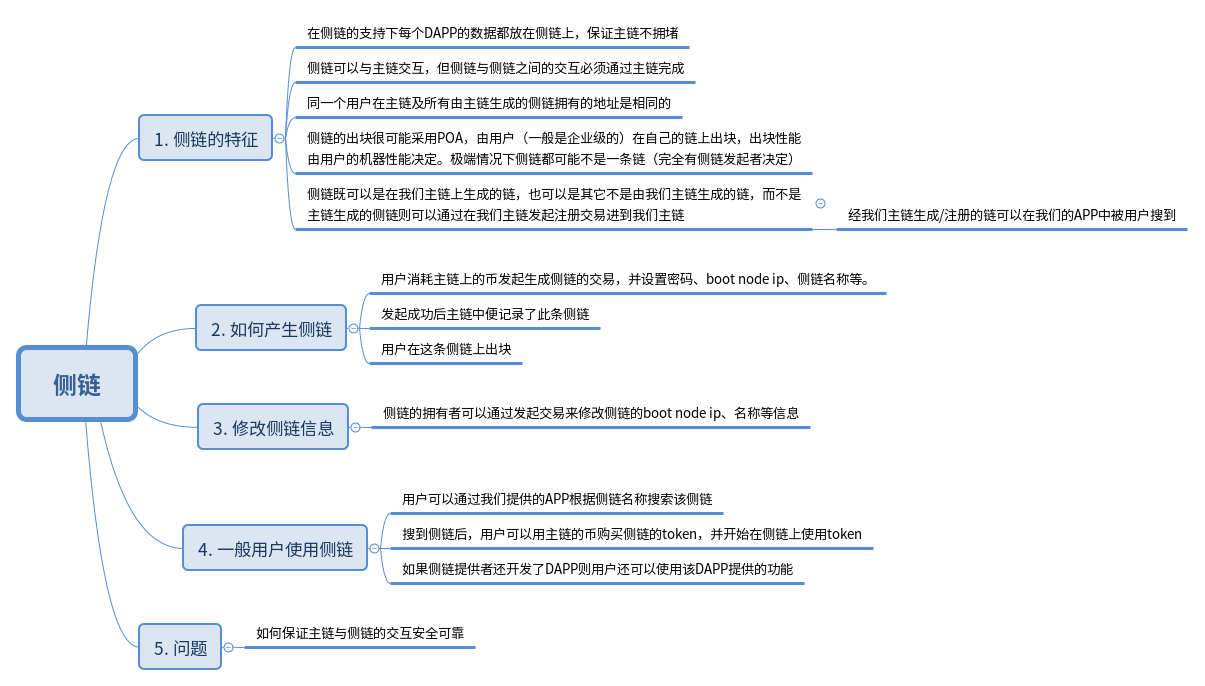 侧链
1. 侧链的特征
在侧链的支持下每个DAPP的数据都放在侧链上，保证主链不拥堵
侧链可以与主链交互，但侧链与侧链之间的交互必须通过主链完成
同一个用户在主链及所有由主链生成的侧链拥有的地址是相同的
侧链的出块很可能采用POA，由用户（一般是企业级的）在自己的链上出块，出块性能
由用户的机器性能决定。极端情况下侧链都可能不是一条链（完全有侧链发起者决定）
侧链既可以是在我们主链上生成的链，也可以是其它不是由我们主链生成的链，而不是
主链生成的侧链则可以通过在我们主链发起注册交易进到我们主链
经我们主链生成/注册的链可以在我们的APP中被用户搜到
2. 如何产生侧链
用户消耗主链上的币发起生成侧链的交易，并设置密码、boot node ip、侧链名称等。
发起成功后主链中便记录了此条侧链
用户在这条侧链上出块
3. 修改侧链信息
侧链的拥有者可以通过发起交易来修改侧链的boot node ip、名称等信息
4. 一般用户使用侧链
用户可以通过我们提供的APP根据侧链名称搜索该侧链
搜到侧链后，用户可以用主链的币购买侧链的token，并开始在侧链上使用token
如果侧链提供者还开发了DAPP则用户还可以使用该DAPP提供的功能
5. 问题
如何保证主链与侧链的交互安全可靠